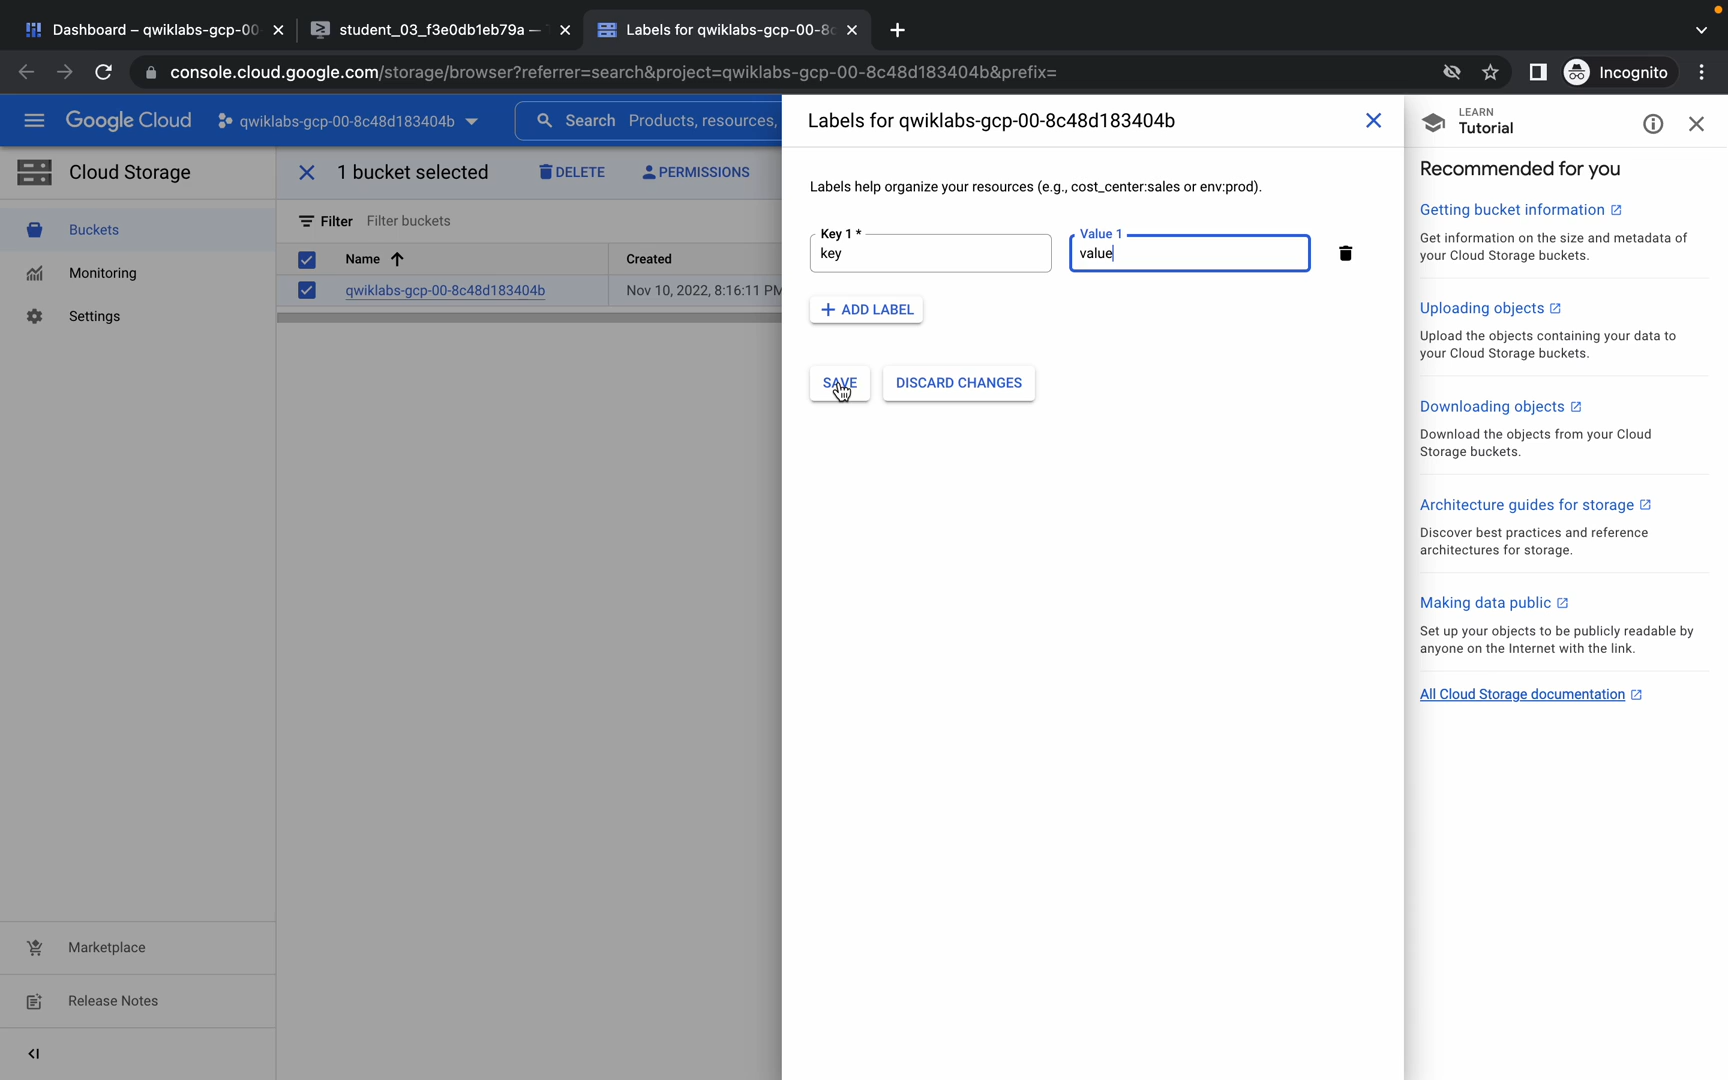 Dashboard – qwiklabs-gcp-00
student_03_f3e0db1eb79a –
Labels for qwiklabs-gcp-00-8c
console.cloud.google.com/storage/browser?referrer=search&project=qwiklabs-gcp-00-8c48d183404b&prefix=
Incognito
Google Cloud
qwiklabs-gcp-00-8c48d183404b
Search Products, resources,
Labels for qwiklabs-gcp-00-8c48d183404b
LEARN
Tutorial
Cloud Storage
1 bucket selected
DELETE
PERMISSIONS
Buckets
Monitoring
Settings
Filter Filter buckets
Name Created
qwiklabs-gcp-00-8c48d183404b Nov 10, 2022, 8:16:11 PM
Labels help organize your resources (e.g., cost_center:sales or env:prod).
Key 1 *
key
Value 1
value
ADD LABEL
SAVE
DISCARD CHANGES
Recommended for you
Getting bucket information
Get information on the size and metadata of
your Cloud Storage buckets.
Uploading objects
Upload the objects containing your data to
your Cloud Storage buckets.
Downloading objects
Download the objects from your Cloud
Storage buckets.
Architecture guides for storage
Discover best practices and reference
architectures for storage.
Making data public
Set up your objects to be publicly readable by
anyone on the Internet with the link.
All Cloud Storage documentation
Marketplace
Release Notes